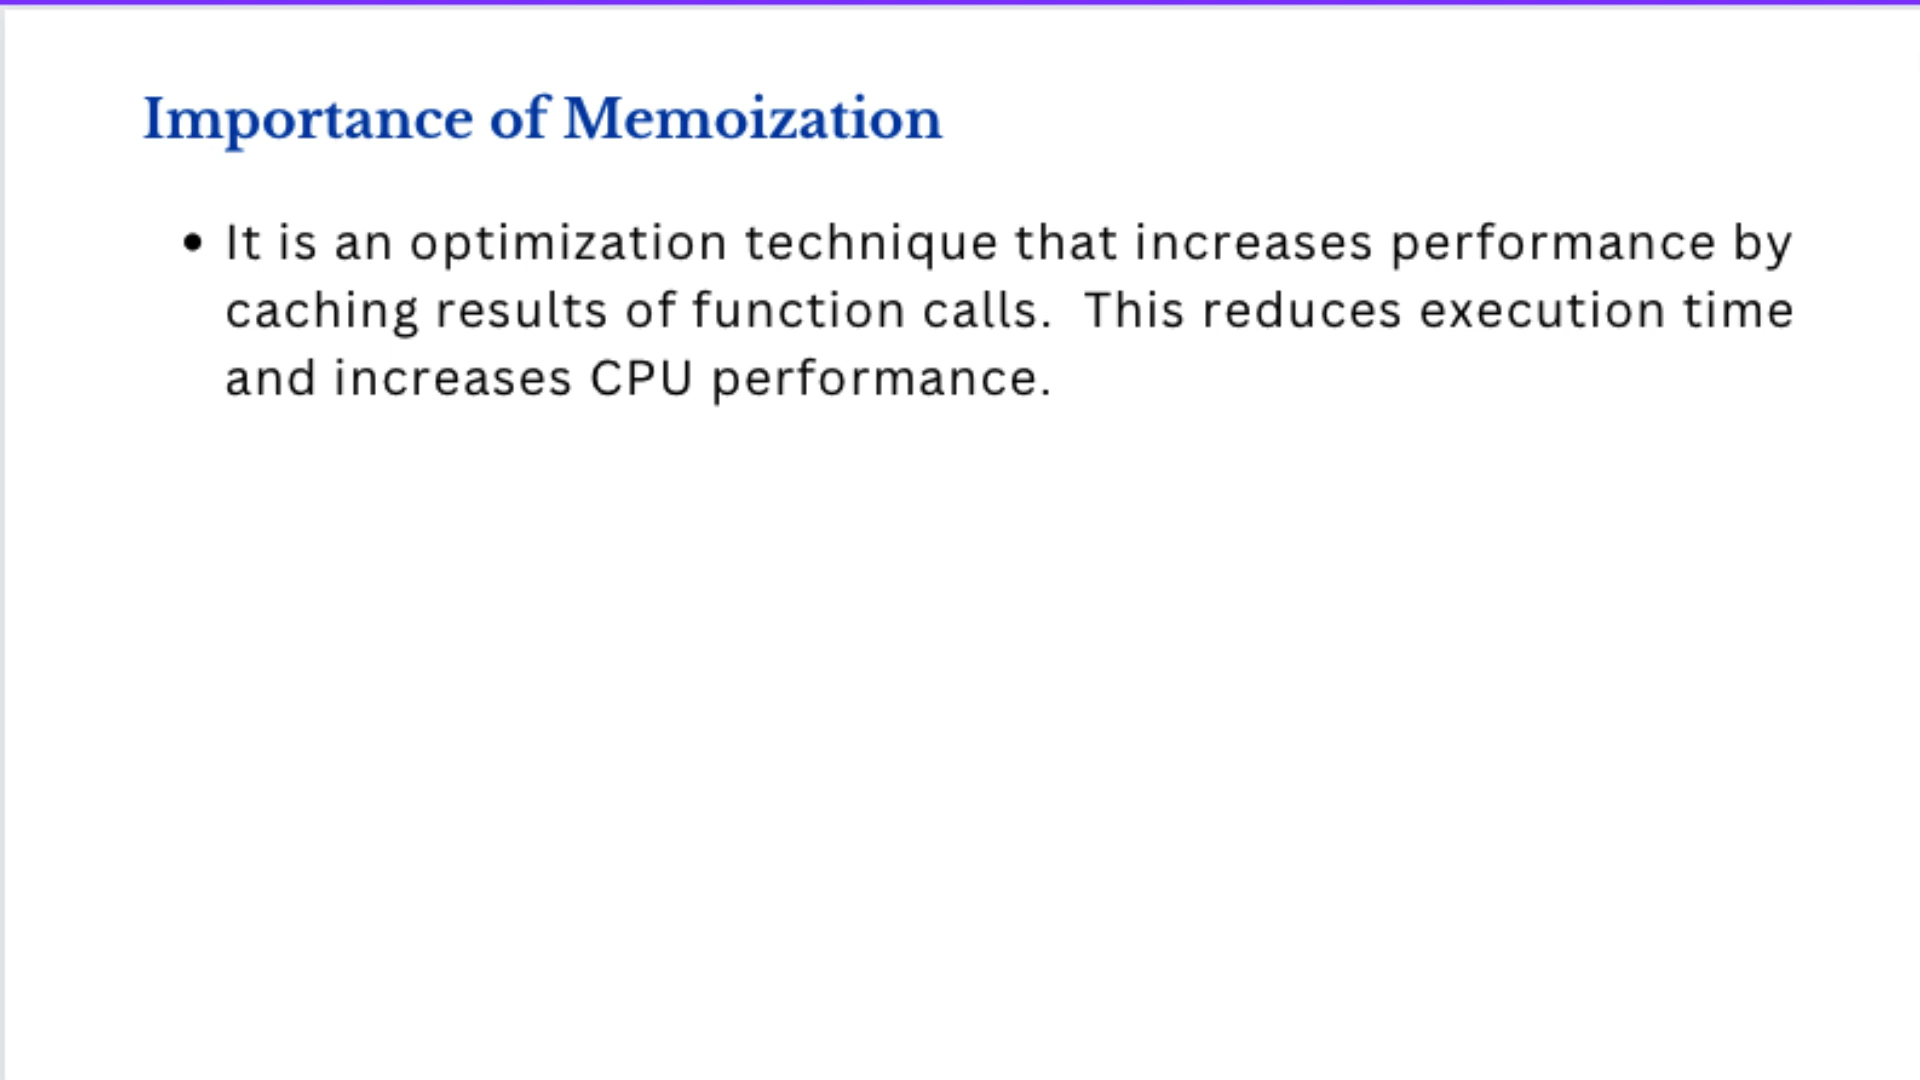 Importance of Memoization
• It is an optimization technique that increases performance by
caching results of function calls.  This reduces execution time
and increases CPU performance.